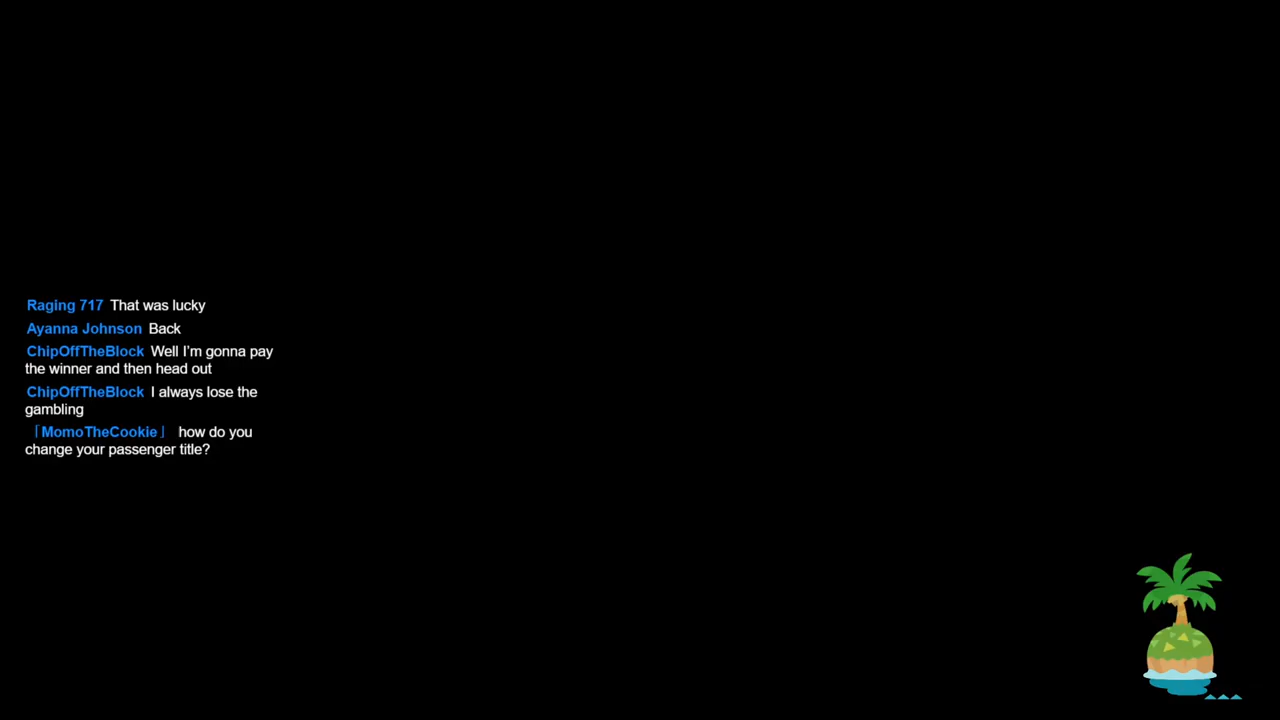 Raging 717 That was lucky
Ayanna Johnson Back
ChipOffTheBlock Well I'm gonna pay
the winner and then head out
ChipOffTheBlock I always lose the
gambling
「MomoTheCookie」 how do you
change your passenger title?